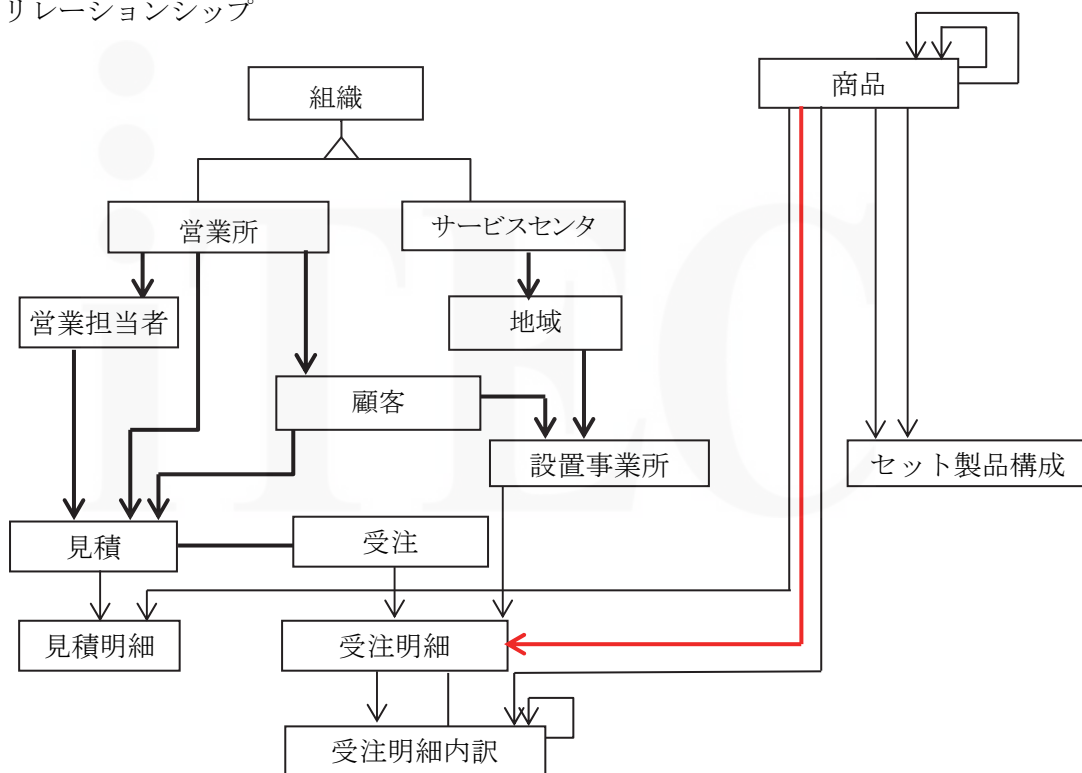 リレーションシップ
商品
組織
営業所
サービスセンタ
営業担当者
地域
顧客
設置事業所
セット製品構成
見積
受注
見積明細
受注明細
受注明細内訳
iTEC